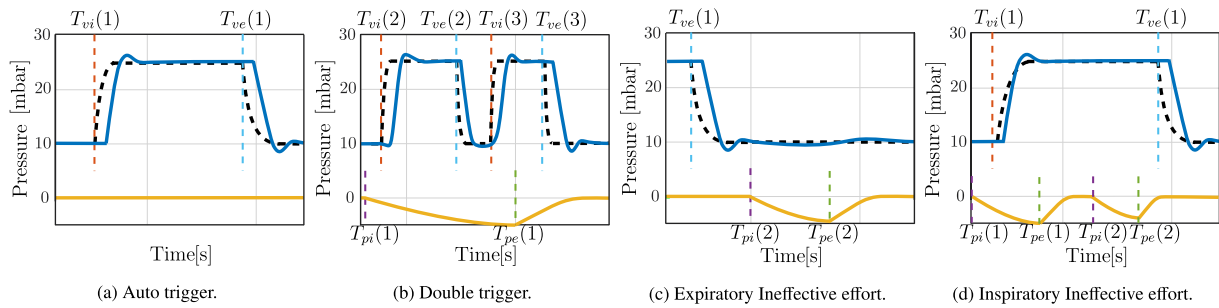 T_vi(1) T_ve(1)
30
20
10
0
Pressure [mbar]
Time[s]
(a) Auto trigger.
T_vi(2) T_ve(2) T_vi(3) T_ve(3)
30
20
10
0
Pressure [mbar]
T_pi(1) T_pe(1)
Time[s]
(b) Double trigger.
T_ve(1)
30
20
10
0
Pressure [mbar]
T_pi(2) T_pe(2)
Time[s]
(c) Expiratory Ineffective effort.
T_vi(1) T_ve(1)
30
20
10
0
Pressure [mbar]
T_pi(1) T_pe(1) T_pi(2) T_pe(2)
Time[s]
(d) Inspiratory Ineffective effort.